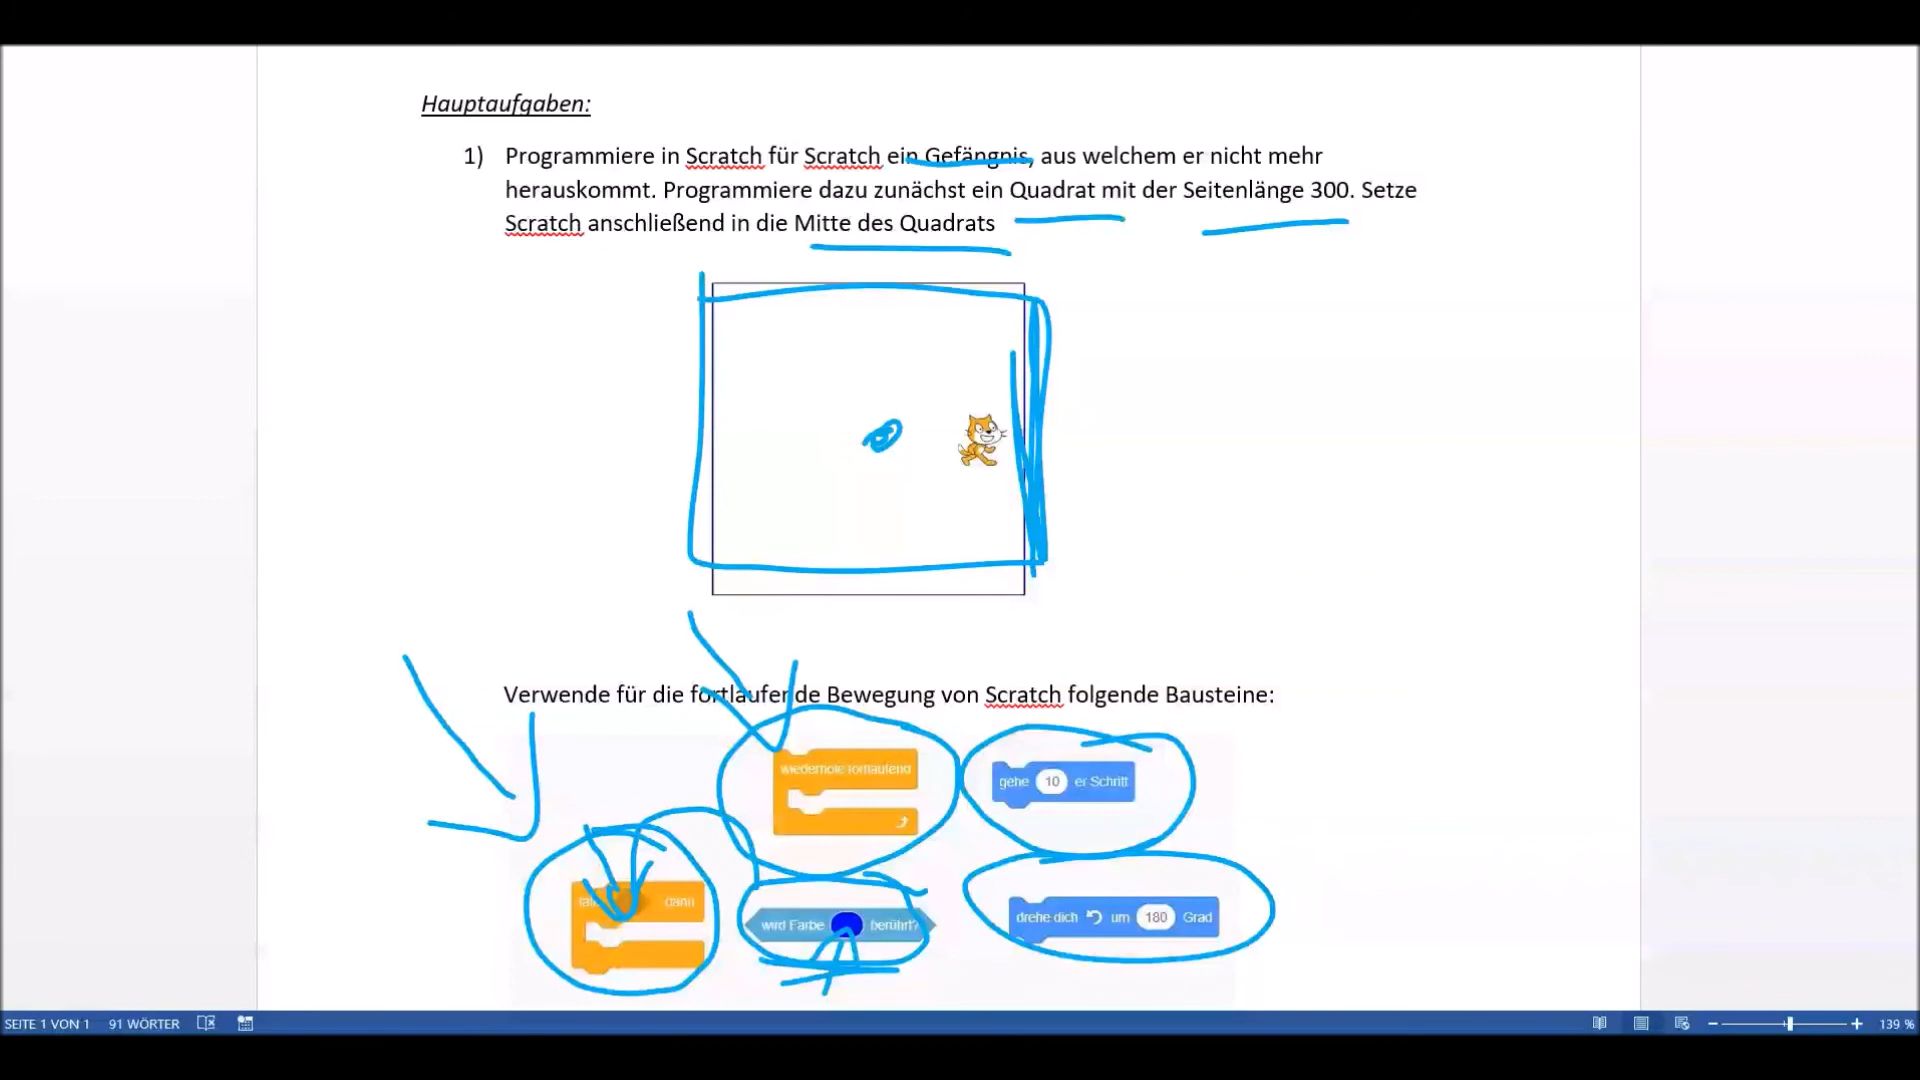 Hauptaufgaben:
1) Programmiere in Scratch für Scratch ein Gefängnis, aus welchem er nicht mehr
herauskommt. Programmiere dazu zunächst ein Quadrat mit der Seitenlänge 300. Setze
Scratch anschließend in die Mitte des Quadrats
Verwende für die fortlaufende Bewegung von Scratch folgende Bausteine:
wiederhole fortlaufend
gehe 10 er Schritt
dann
wird Farbe berührt?
drehe dich um 180 Grad
SEITE 1 VON 1 91 WÖRTER 139 %